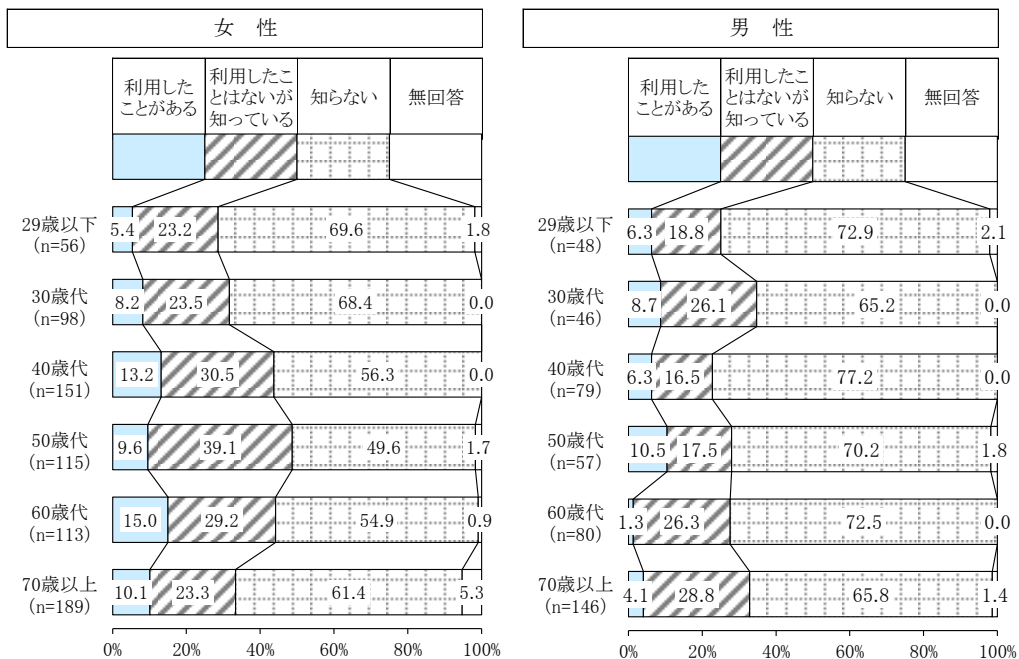 女 性
利用した
ことがある
利用したこ
とはないが
知っている
知らない
無回答
29歳以下
(n=56)
5.4 23.2 69.6 1.8
30歳代
(n=98)
8.2 23.5 68.4 0.0
40歳代
(n=151)
13.2 30.5 56.3 0.0
50歳代
(n=115)
9.6 39.1 49.6 1.7
60歳代
(n=113)
15.0 29.2 54.9 0.9
70歳以上
(n=189)
10.1 23.3 61.4 5.3
0% 20% 40% 60% 80% 100%
男 性
利用した
ことがある
利用したこ
とはないが
知っている
知らない
無回答
29歳以下
(n=48)
6.3 18.8 72.9 2.1
30歳代
(n=46)
8.7 26.1 65.2 0.0
40歳代
(n=79)
6.3 16.5 77.2 0.0
50歳代
(n=57)
10.5 17.5 70.2 1.8
60歳代
(n=80)
1.3 26.3 72.5 0.0
70歳以上
(n=146)
4.1 28.8 65.8 1.4
0% 20% 40% 60% 80% 100%